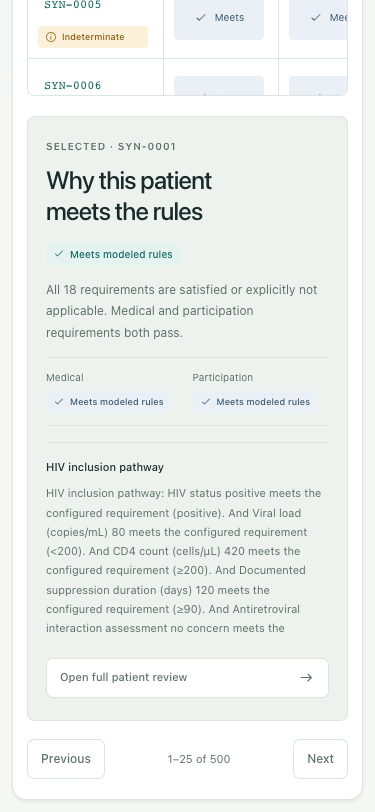 SYN-0005
Meets
Indeterminate
SYN-0006
SELECTED · SYN-0001
Why this patient
meets the rules
Meets modeled rules
All 18 requirements are satisfied or explicitly not
applicable. Medical and participation
requirements both pass.
Medical
Participation
Meets modeled rules
Meets modeled rules
HIV inclusion pathway
HIV inclusion pathway: HIV status positive meets the
configured requirement (positive). And Viral load
(copies/mL) 80 meets the configured requirement
(<200). And CD4 count (cells/µL) 420 meets the
configured requirement (≥200). And Documented
suppression duration (days) 120 meets the
configured requirement (≥90). And Antiretroviral
interaction assessment no concern meets the
Open full patient review
Previous
1–25 of 500
Next